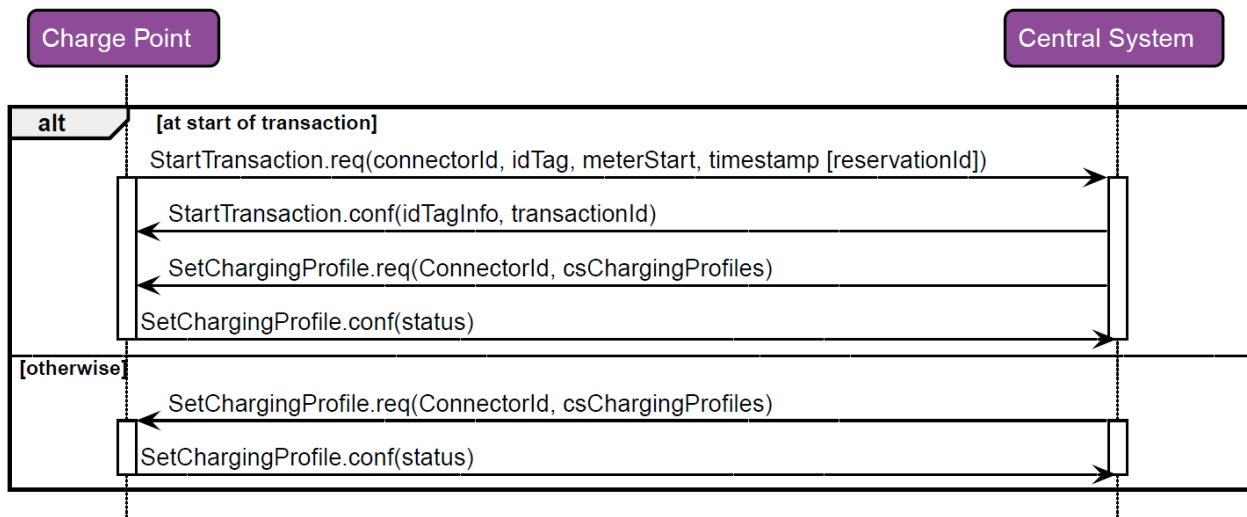 Charge Point
Central System
alt
[at start of transaction]
StartTransaction.req(connectorId, idTag, meterStart, timestamp [reservationId])
StartTransaction.conf(idTagInfo, transactionId)
SetChargingProfile.req(ConnectorId, csChargingProfiles)
SetChargingProfile.conf(status)
[otherwise]
SetChargingProfile.req(ConnectorId, csChargingProfiles)
SetChargingProfile.conf(status)